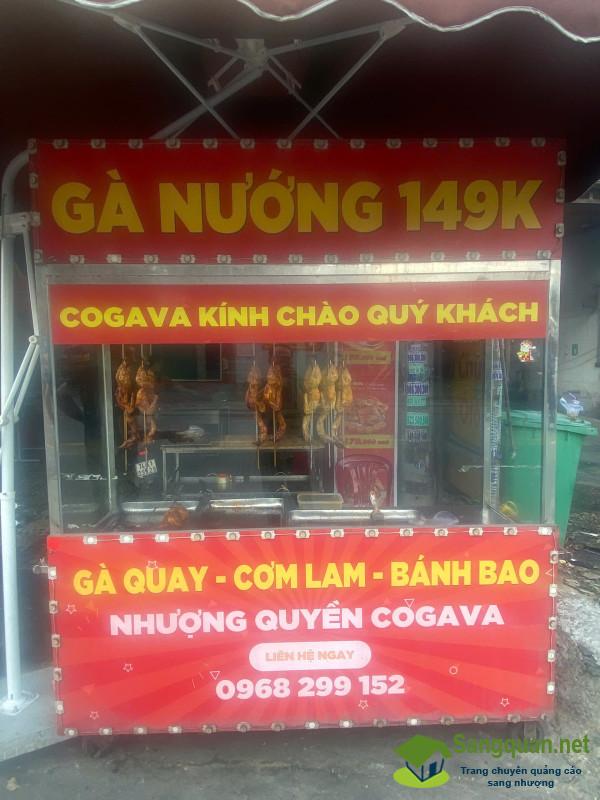 GÀ NƯỚNG 149K
COGAVA KÍNH CHÀO QUÝ KHÁCH
GÀ QUAY - CƠM LAM - BÁNH BAO
NHƯỢNG QUYỀN COGAVA
LIÊN HỆ NGAY
0968 299 152
Sangquan.net
Trang chuyên quảng cáo
sang nhượng